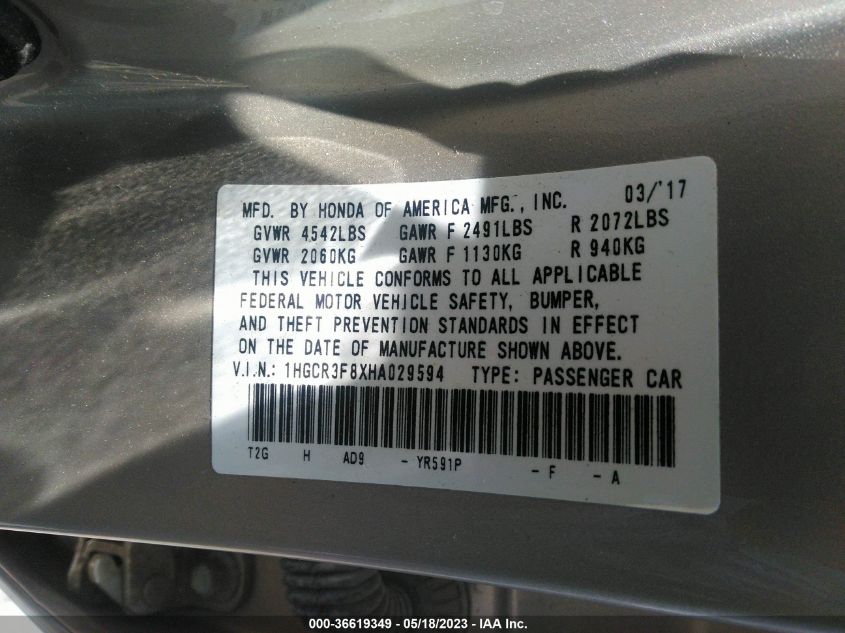 MFD. BY HONDA OF AMERICA MFG., INC. 03/'17
GVWR 4542LBS GAWR F 2491LBS R 2072LBS
GVWR 2060KG GAWR F 1130KG R 940KG
THIS VEHICLE CONFORMS TO ALL APPLICABLE
FEDERAL MOTOR VEHICLE SAFETY, BUMPER,
AND THEFT PREVENTION STANDARDS IN EFFECT
ON THE DATE OF MANUFACTURE SHOWN ABOVE.
V.I.N.: 1HGCR3F8XHA029594 TYPE: PASSENGER CAR
T2G H AD9 - YR591P - F - A
000-36619349 / 05/18/2023 / IAA Inc.